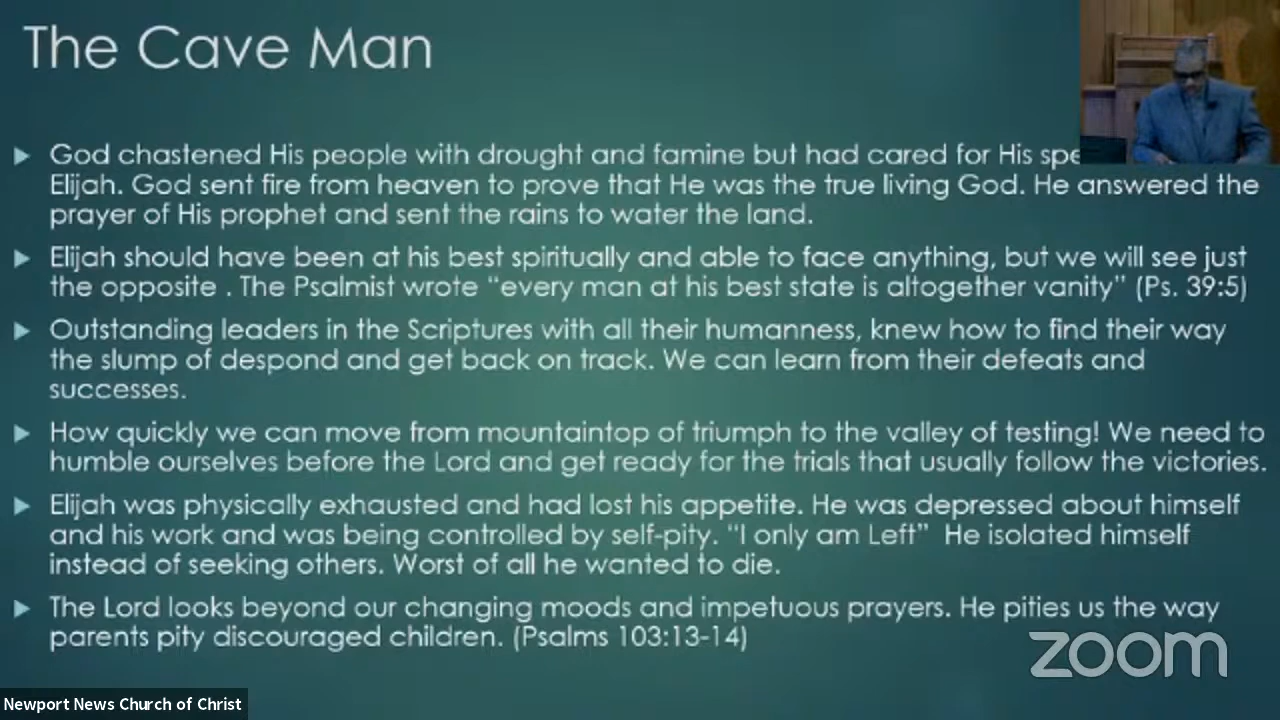 The Cave Man
God chastened His people with drought and famine but had cared for His
Elijah. God sent fire from heaven to prove that He was the true living God. He answered the
prayer of His prophet and sent the rains to water the land.
Elijah should have been at his best spiritually and able to face anything, but we will see just
the opposite . The Psalmist wrote “every man at his best state is altogether vanity” (Ps. 39:5)
Outstanding leaders in the Scriptures with all their humanness, knew how to find their way
the slump of despond and get back on track. We can learn from their defeats and
successes.
How quickly we can move from mountaintop of triumph to the valley of testing! We need to
humble ourselves before the Lord and get ready for the trials that usually follow the victories.
Elijah was physically exhausted and had lost his appetite. He was depressed about himself
and his work and was being controlled by self-pity. “I only am Left”  He isolated himself
instead of seeking others. Worst of all he wanted to die.
The Lord looks beyond our changing moods and impetuous prayers. He pities us the way
parents pity discouraged children. (Psalms 103:13-14)
zoom
Newport News Church of Christ